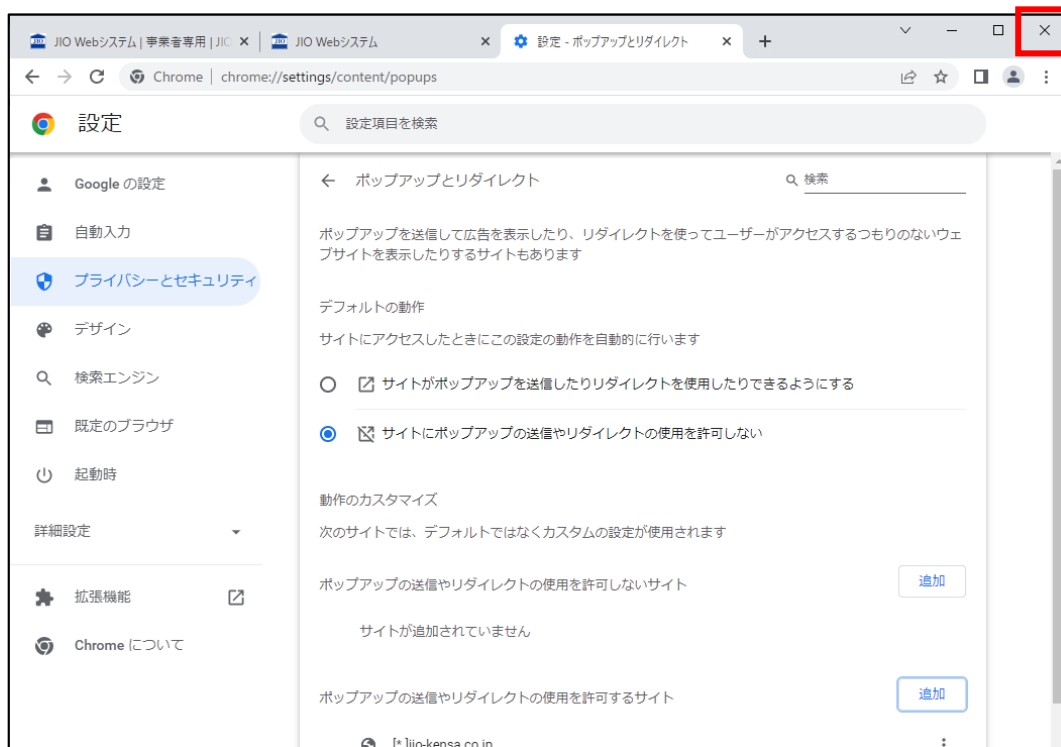 JIO Webシステム | 事業者専用 | JIO
JIO Webシステム
設定 - ポップアップとリダイレクト
Chrome | chrome://settings/content/popups
設定
設定項目を検索
Google の設定
自動入力
プライバシーとセキュリティ
デザイン
検索エンジン
既定のブラウザ
起動時
詳細設定
拡張機能
Chrome について
ポップアップとリダイレクト
検索
ポップアップを送信して広告を表示したり、リダイレクトを使ってユーザーがアクセスするつもりのないウェ
ブサイトを表示したりするサイトもあります
デフォルトの動作
サイトにアクセスしたときにこの設定の動作を自動的に行います
サイトがポップアップを送信したりリダイレクトを使用したりできるようにする
サイトにポップアップの送信やリダイレクトの使用を許可しない
動作のカスタマイズ
次のサイトでは、デフォルトではなくカスタムの設定が使用されます
ポップアップの送信やリダイレクトの使用を許可しないサイト
追加
サイトが追加されていません
ポップアップの送信やリダイレクトの使用を許可するサイト
追加
[*.]jio-kensa.co.jp